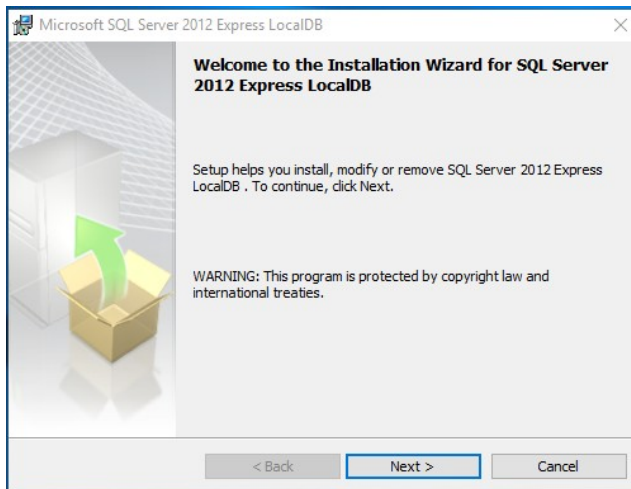 Microsoft SQL Server 2012 Express LocalDB
Welcome to the Installation Wizard for SQL Server
2012 Express LocalDB
Setup helps you install, modify or remove SQL Server 2012 Express
LocalDB . To continue, click Next.
WARNING: This program is protected by copyright law and
international treaties.
< Back
Next >
Cancel